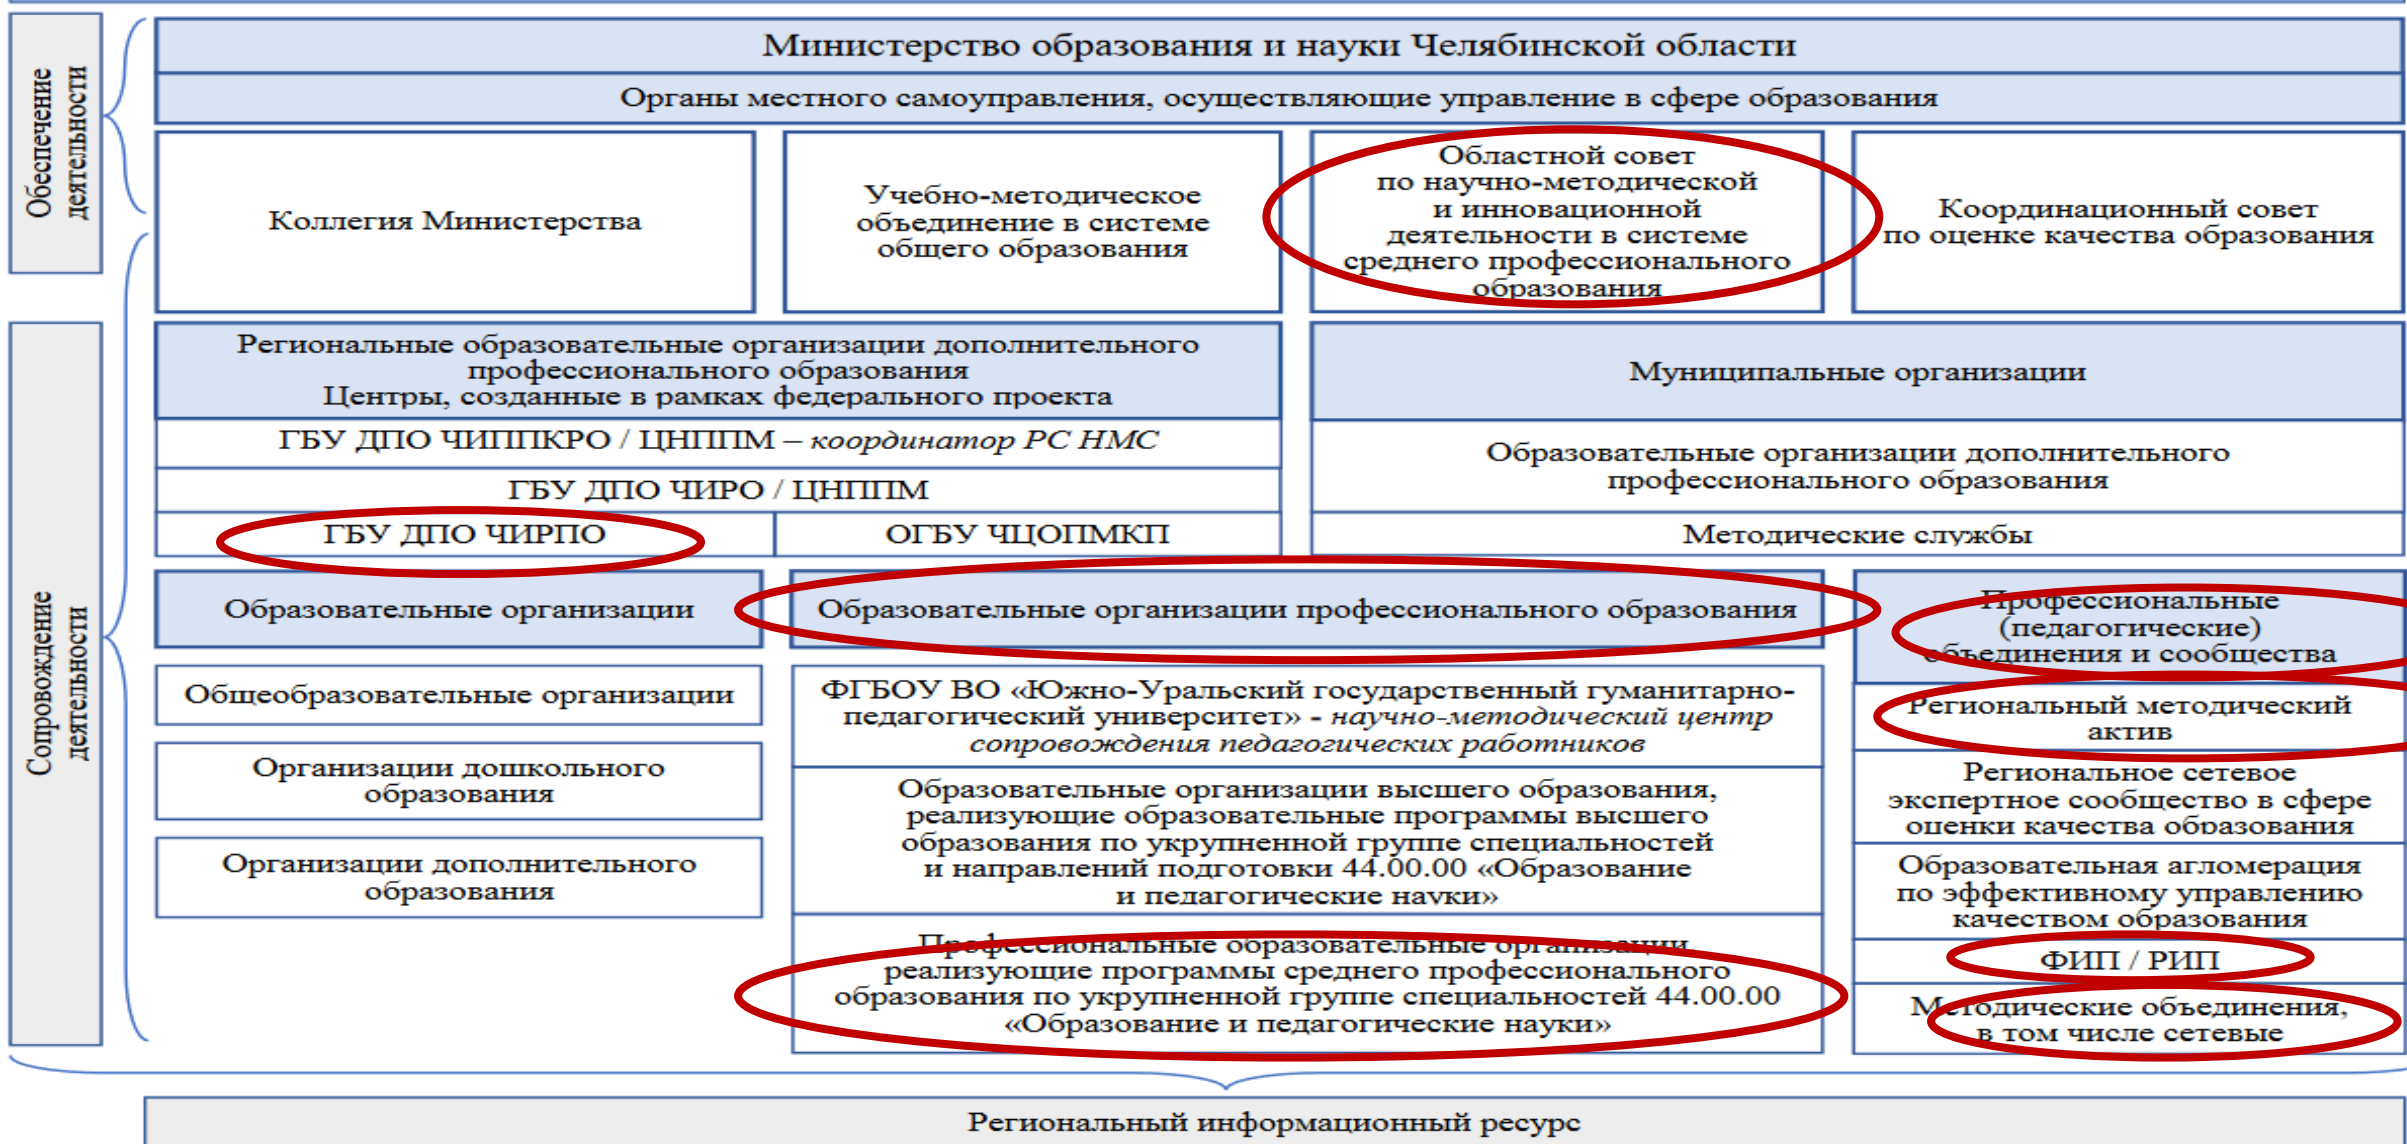 Обеспечение
деятельности
Министерство образования и науки Челябинской области
Органы местного самоуправления, осуществляющие управление в сфере образования
Коллегия Министерства
Учебно-методическое
объединение в системе
общего образования
Областной совет
по научно-методической
и инновационной
деятельности в системе
среднего профессионального
образования
Координационный совет
по оценке качества образования
Сопровождение
деятельности
Региональные образовательные организации дополнительного
профессионального образования
Центры, созданные в рамках федерального проекта
ГБУ ДПО ЧИППКРО / ЦНППМ – координатор РС НМС
ГБУ ДПО ЧИРО / ЦНППМ
ГБУ ДПО ЧИРПО
ОГБУ ЧЦОПМКП
Муниципальные организации
Образовательные организации дополнительного
профессионального образования
Методические службы
Образовательные организации
Общеобразовательные организации
Организации дошкольного
образования
Организации дополнительного
образования
Образовательные организации профессионального образования
ФГБОУ ВО «Южно-Уральский государственный гуманитарно-
педагогический университет» - научно-методический центр
сопровождения педагогических работников
Образовательные организации высшего образования,
реализующие образовательные программы высшего
образования по укрупненной группе специальностей
и направлений подготовки 44.00.00 «Образование
и педагогические науки»
Профессиональные образовательные организации,
реализующие программы среднего профессионального
образования по укрупненной группе специальностей 44.00.00
«Образование и педагогические науки»
Профессиональные
(педагогические)
объединения и сообщества
Региональный методический
актив
Региональное сетевое
экспертное сообщество в сфере
оценки качества образования
Образовательная агломерация
по эффективному управлению
качеством образования
ФИП / РИП
Методические объединения,
в том числе сетевые
Региональный информационный ресурс